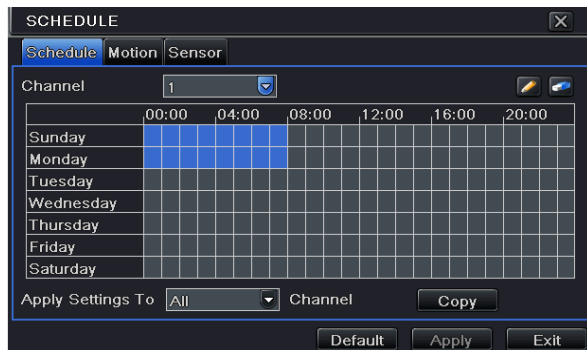 SCHEDULE
Schedule Motion Sensor
Channel 1
00:00 04:00 08:00 12:00 16:00 20:00
Sunday
Monday
Tuesday
Wednesday
Thursday
Friday
Saturday
Apply Settings To All Channel Copy
Default Apply Exit